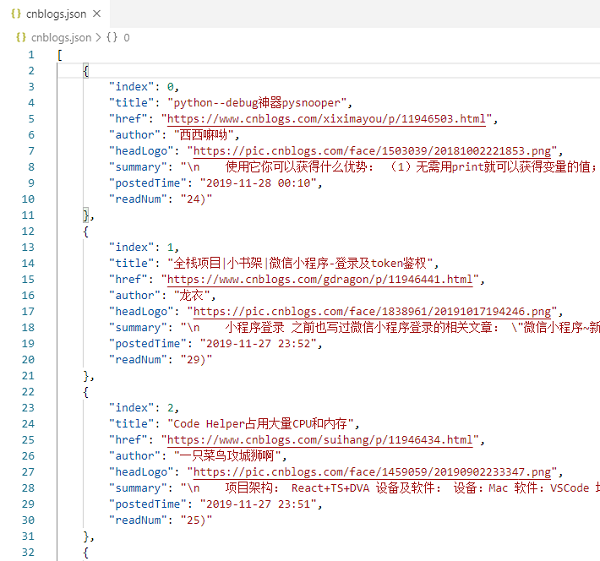 {} cnblogs.json ×
{} cnblogs.json > {} 0
1 [
2 {
3 "index": 0,
4 "title": "python--debug神器pysnooper",
5 "href": "https://www.cnblogs.com/xiximayou/p/11946503.html",
6 "author": "西西嘛呦",
7 "headLogo": "https://pic.cnblogs.com/face/1503039/20181002221853.png",
8 "summary": "\n 使用它你可以获得什么优势: (1)无需用print就可以获得变量的值;
9 "postedTime": "2019-11-28 00:10",
10 "readNum": "24)"
11 },
12 {
13 "index": 1,
14 "title": "全栈项目|小书架|微信小程序-登录及token鉴权",
15 "href": "https://www.cnblogs.com/gdragon/p/11946441.html",
16 "author": "龙衣",
17 "headLogo": "https://pic.cnblogs.com/face/1838961/20191017194246.png",
18 "summary": "\n 小程序登录 之前也写过微信小程序登录的相关文章: \"微信小程序~新
19 "postedTime": "2019-11-27 23:52",
20 "readNum": "29)"
21 },
22 {
23 "index": 2,
24 "title": "Code Helper占用大量CPU和内存",
25 "href": "https://www.cnblogs.com/suihang/p/11946434.html",
26 "author": "一只菜鸟攻城狮啊",
27 "headLogo": "https://pic.cnblogs.com/face/1459059/20190902233347.png",
28 "summary": "\n 项目架构: React+TS+DVA 设备及软件: 设备:Mac 软件:VSCode
29 "postedTime": "2019-11-27 23:51",
30 "readNum": "25)"
31 },
32 {